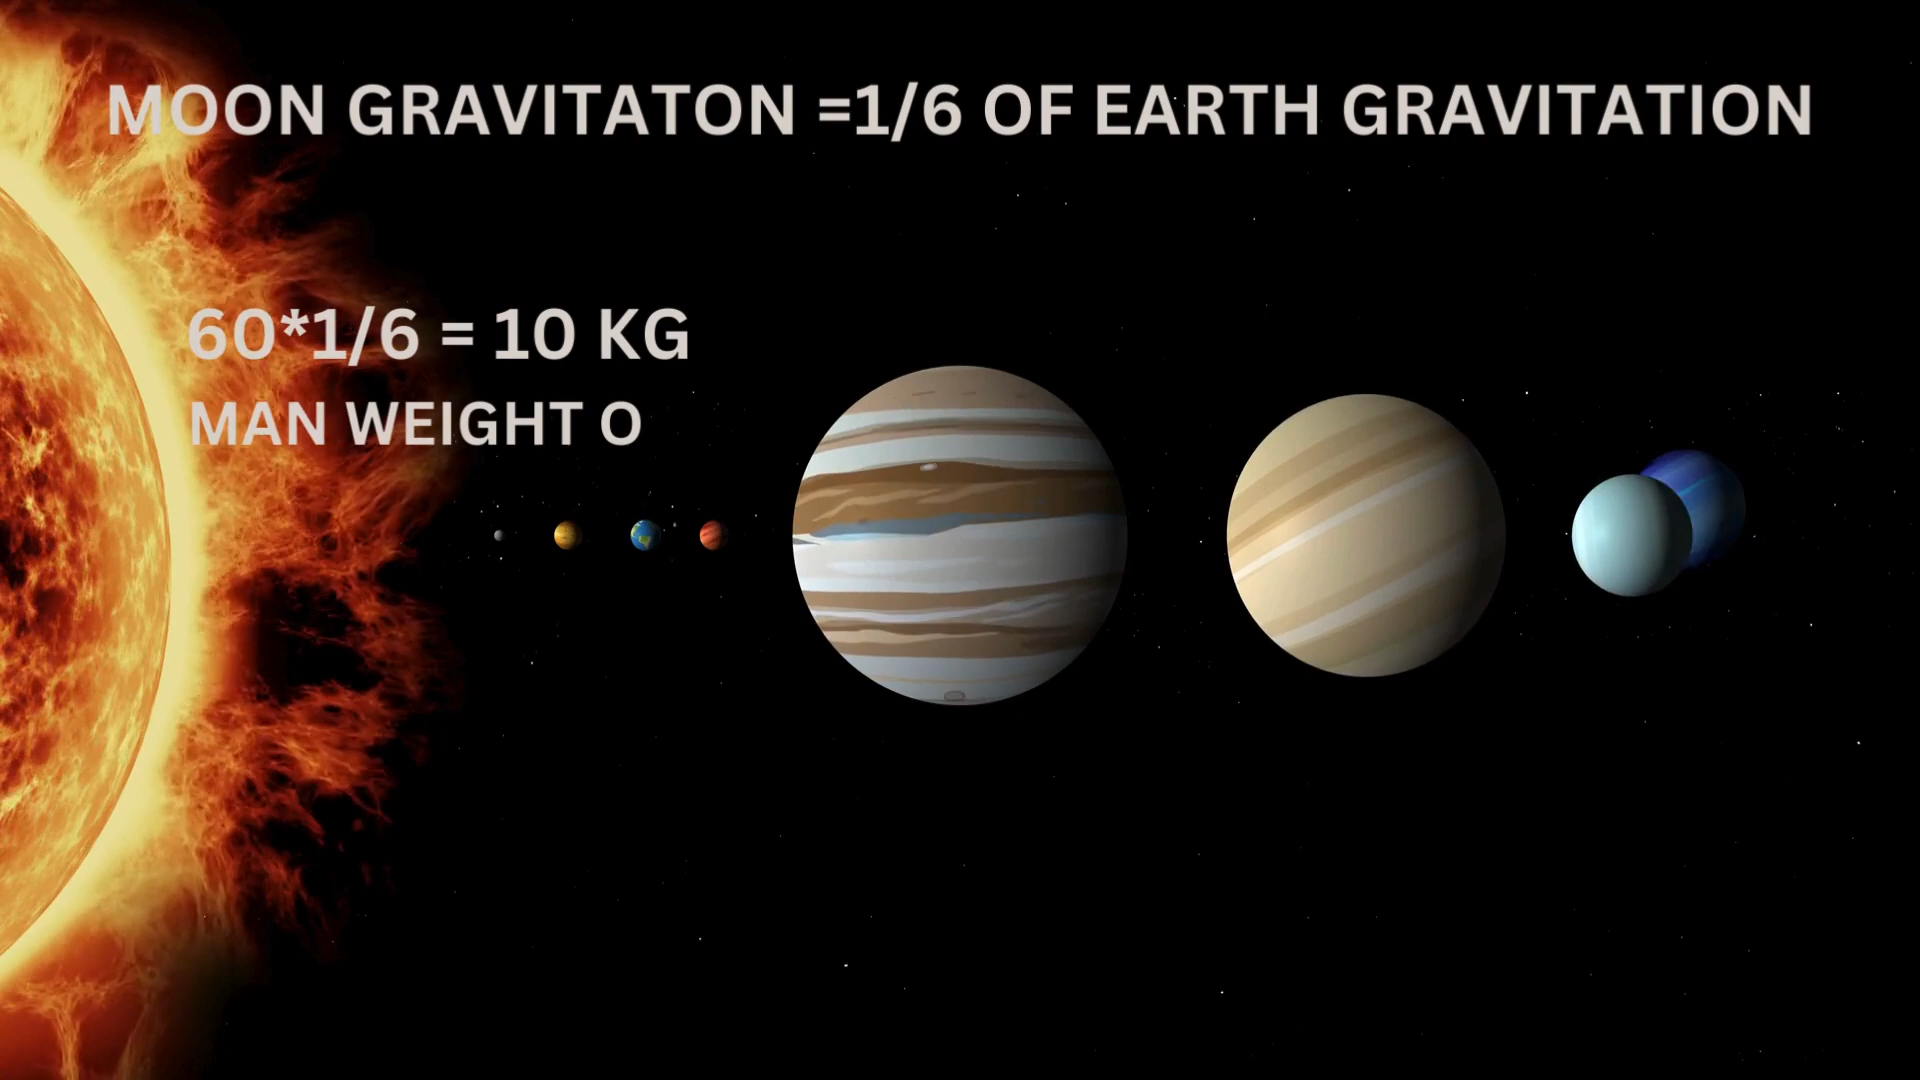 MOON GRAVITATON =1/6 OF EARTH GRAVITATION
60*1/6 = 10 KG
MAN WEIGHT O